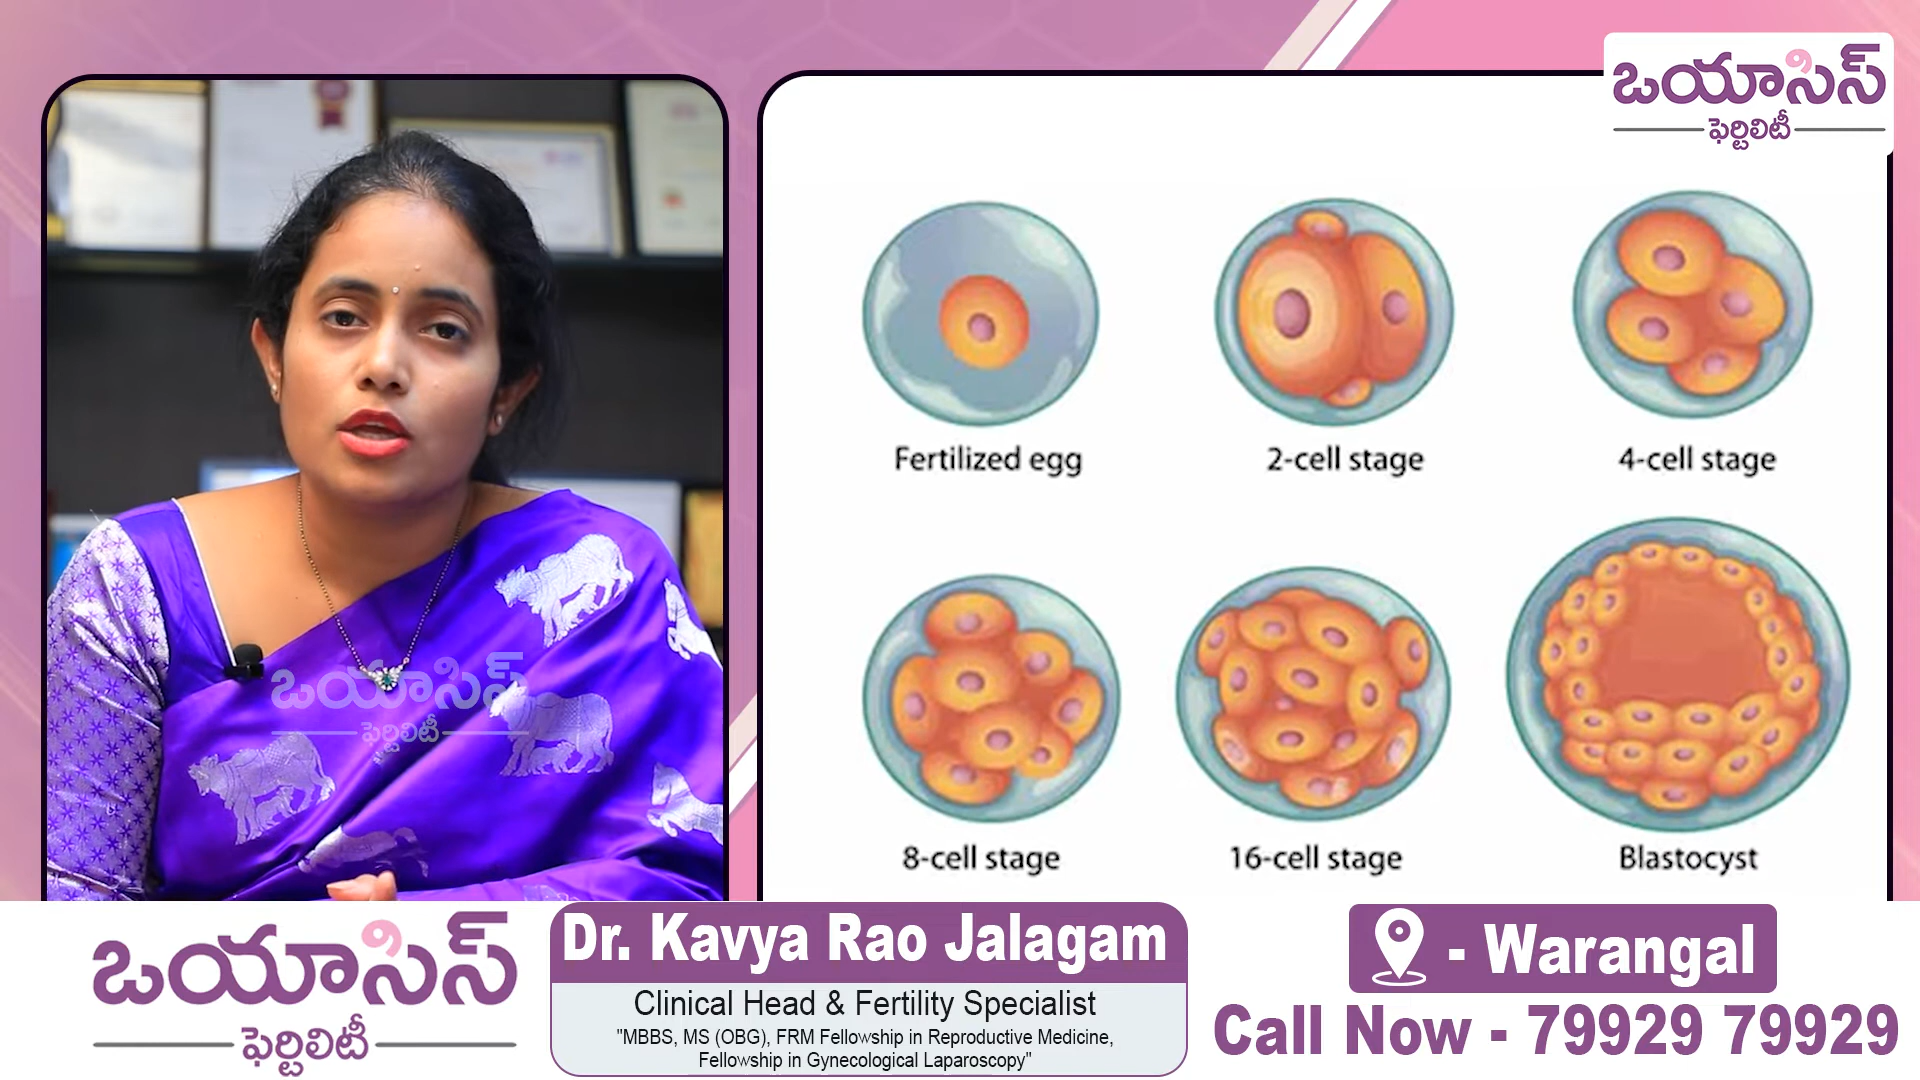 ఒయాసిస్
ఫెర్టిలిటీ
Fertilized egg
2-cell stage
4-cell stage
8-cell stage
16-cell stage
Blastocyst
ఒయాసిస్
ఫెర్టిలిటీ
ఒయాసిస్
ఫెర్టిలిటీ
Dr. Kavya Rao Jalagam
Clinical Head & Fertility Specialist
"MBBS, MS (OBG), FRM Fellowship in Reproductive Medicine,
Fellowship in Gynecological Laparoscopy"
- Warangal
Call Now - 79929 79929